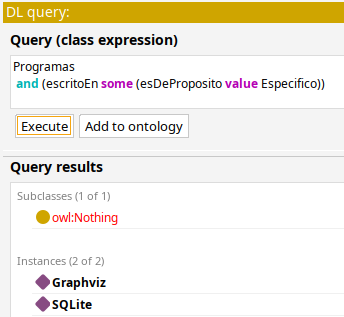 DL query:
Query (class expression)
Programas
and (escritoEn some (esDeProposito value Especifico))
Execute Add to ontology
Query results
Subclasses (1 of 1)
owl:Nothing
Instances (2 of 2)
Graphviz
SQLite